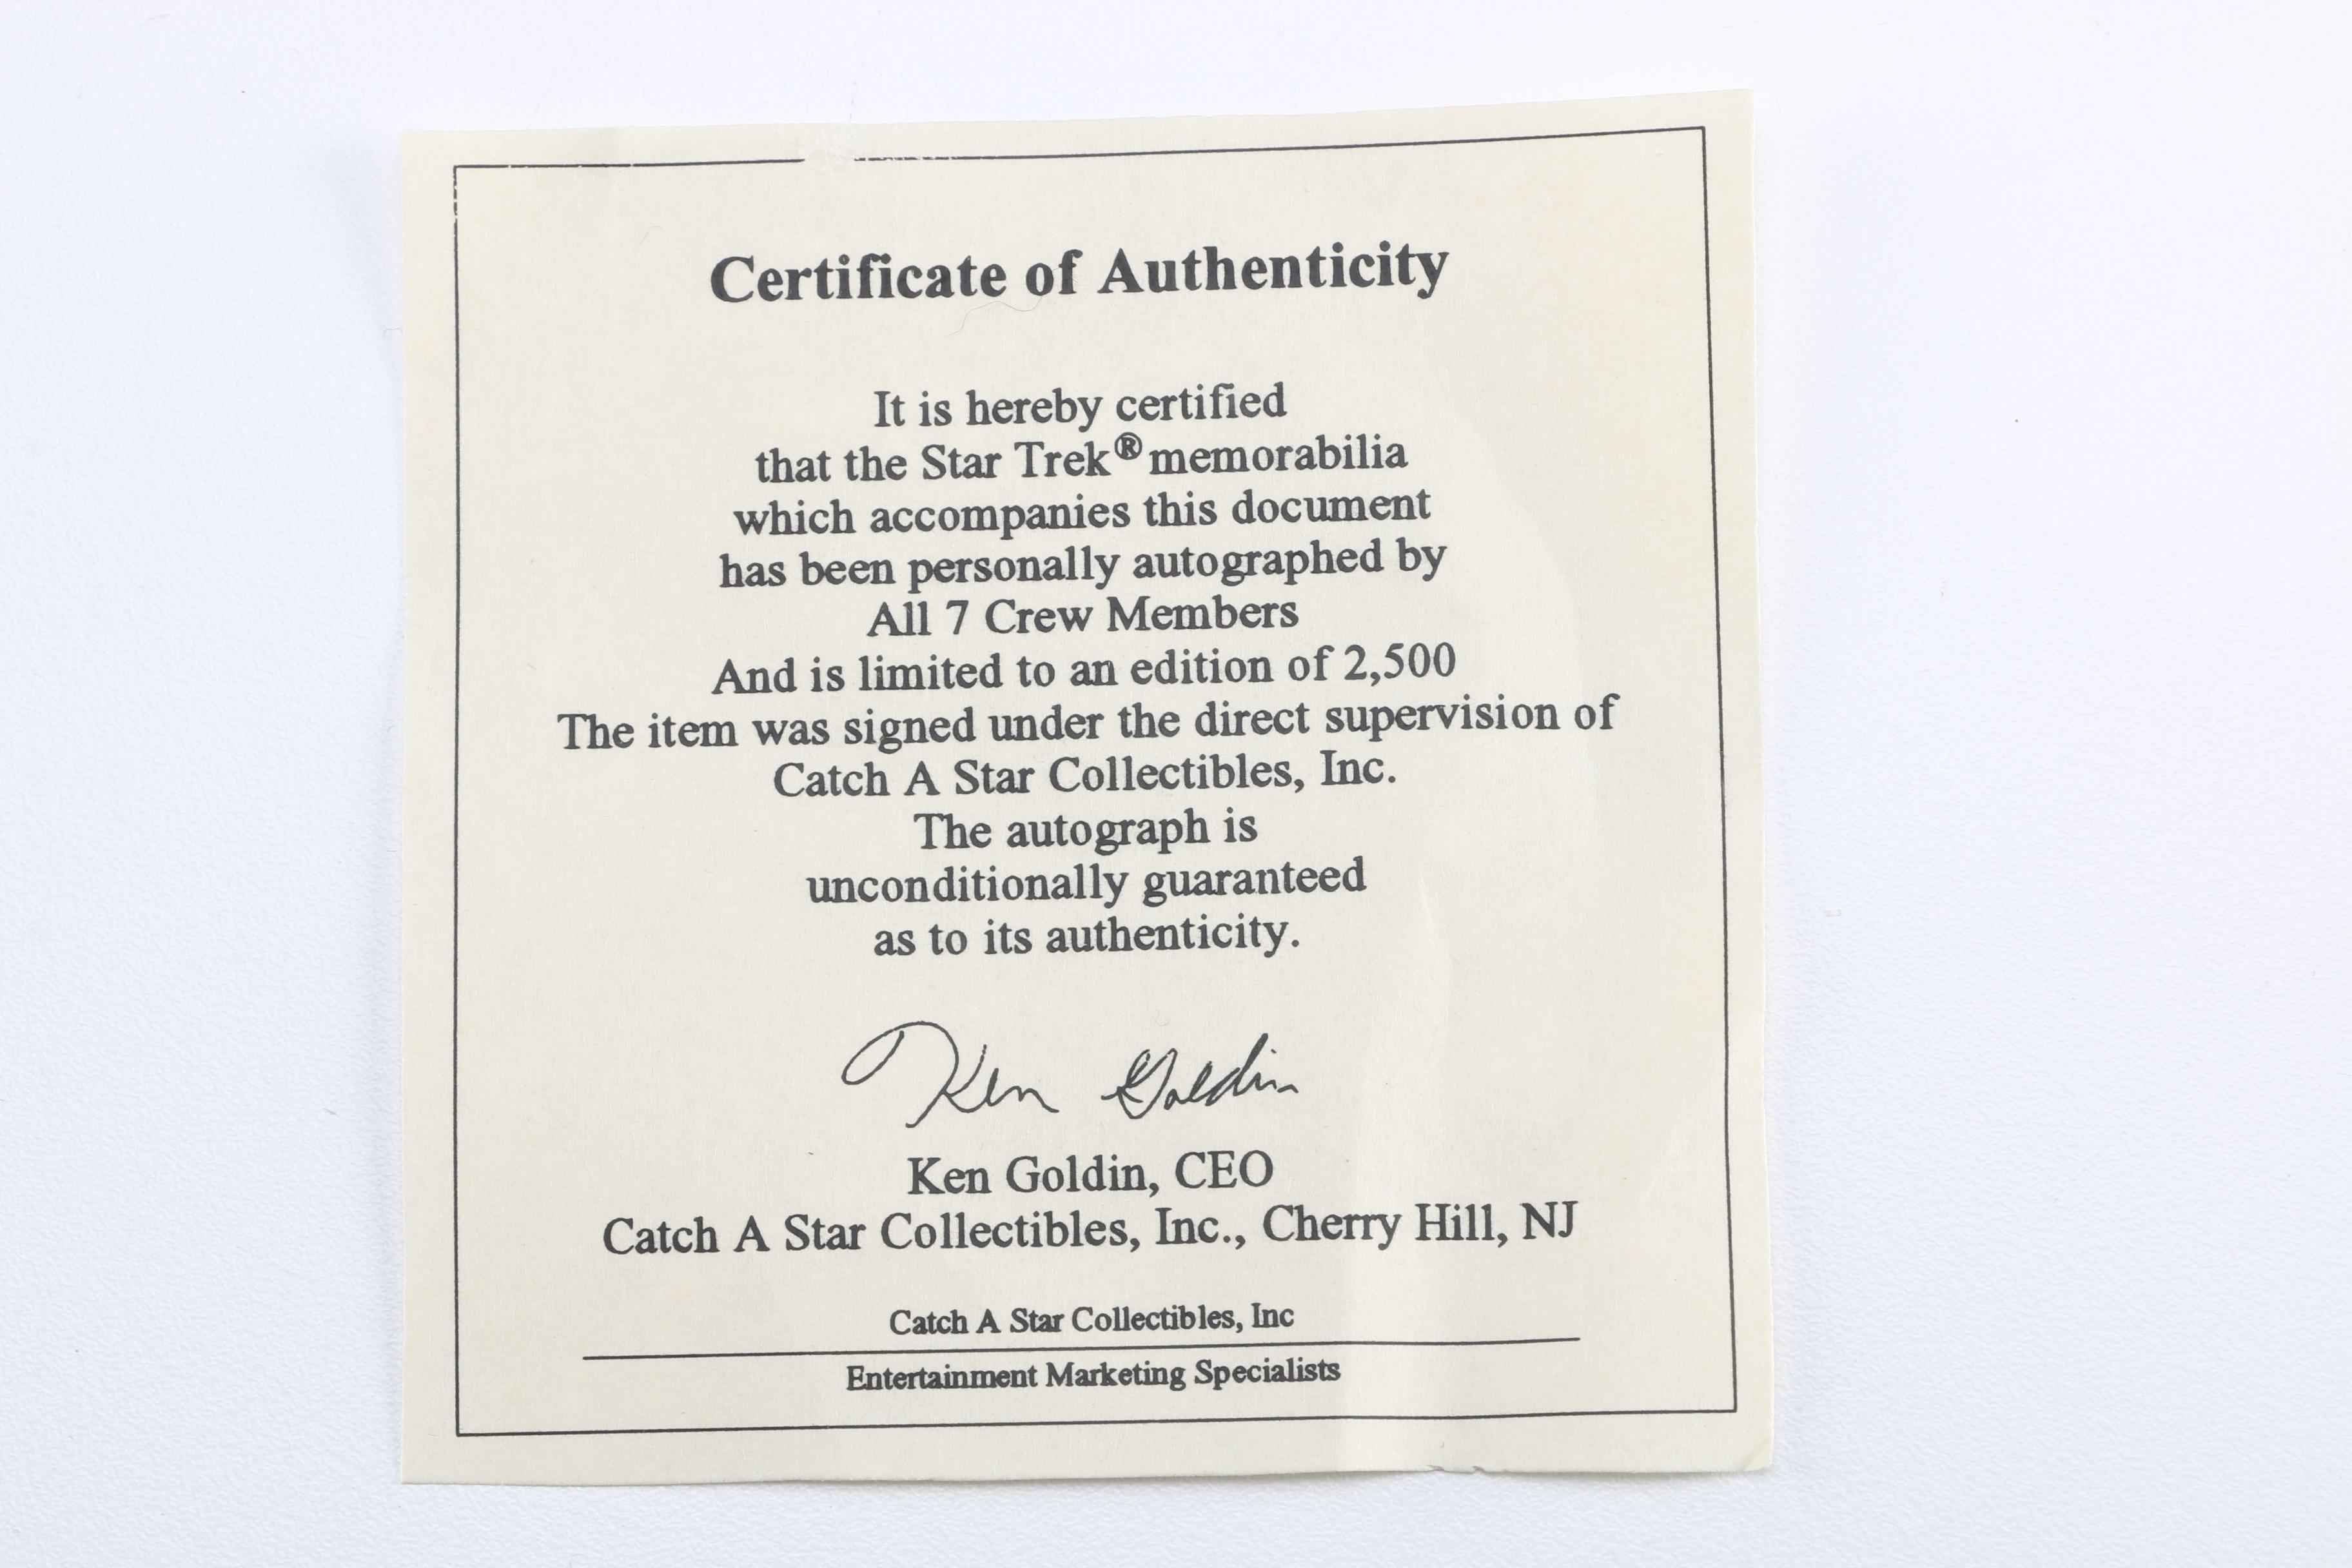 Certificate of Authenticity
It is hereby certified
that the Star Trek® memorabilia
which accompanies this document
has been personally autographed by
All 7 Crew Members
And is limited to an edition of 2,500
The item was signed under the direct supervision of
Catch A Star Collectibles, Inc.
The autograph is
unconditionally guaranteed
as to its authenticity.
Ken Goldin
Ken Goldin, CEO
Catch A Star Collectibles, Inc., Cherry Hill, NJ
Catch A Star Collectibles, Inc
Entertainment Marketing Specialists